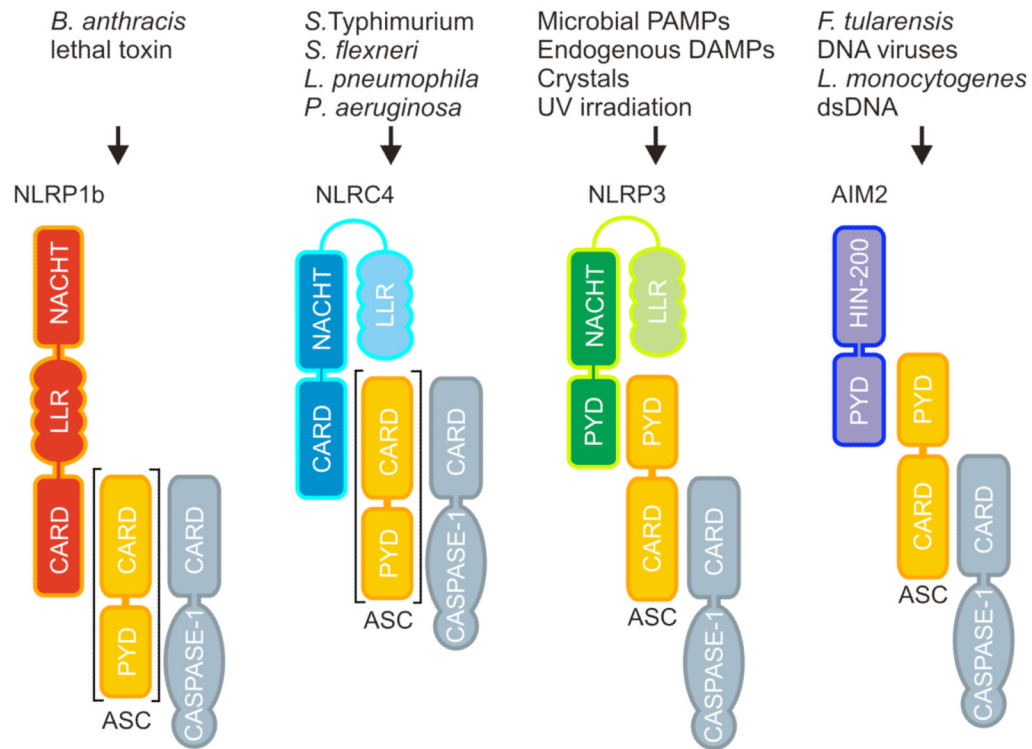 B. anthracis
lethal toxin
S.Typhimurium
S. flexneri
L. pneumophila
P. aeruginosa
Microbial PAMPs
Endogenous DAMPs
Crystals
UV irradiation
F. tularensis
DNA viruses
L. monocytogenes
dsDNA
NLRP1b
NACHT
LLR
CARD
CARD
PYD
ASC
CARD
CASPASE-1
NLRC4
NACHT
LLR
CARD
CARD
PYD
ASC
CARD
CASPASE-1
NLRP3
NACHT
LLR
PYD
PYD
CARD
ASC
CARD
CASPASE-1
AIM2
HIN-200
PYD
PYD
CARD
ASC
CARD
CASPASE-1